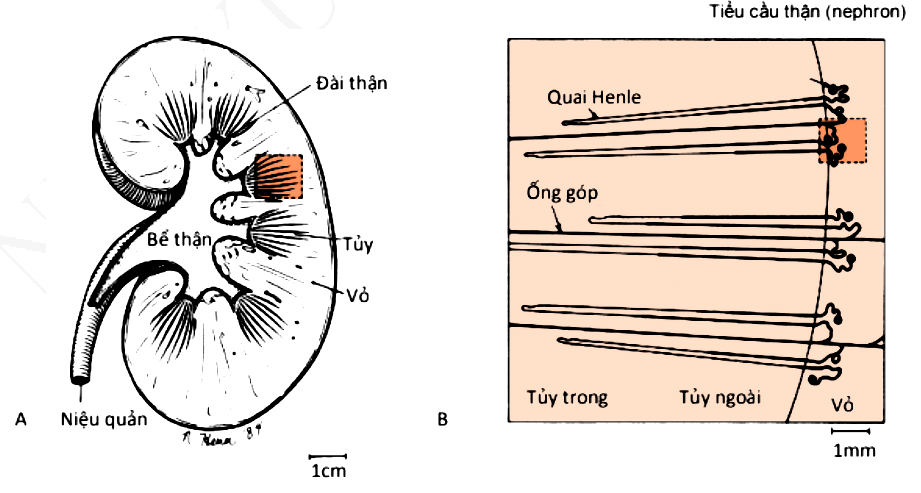 Tiểu cầu thận (nephron)
Đài thận
Bể thận
Tủy
Vỏ
A
Niệu quản
1cm
Quai Henle
Ống góp
Tủy trong
Tủy ngoài
Vỏ
B
1mm